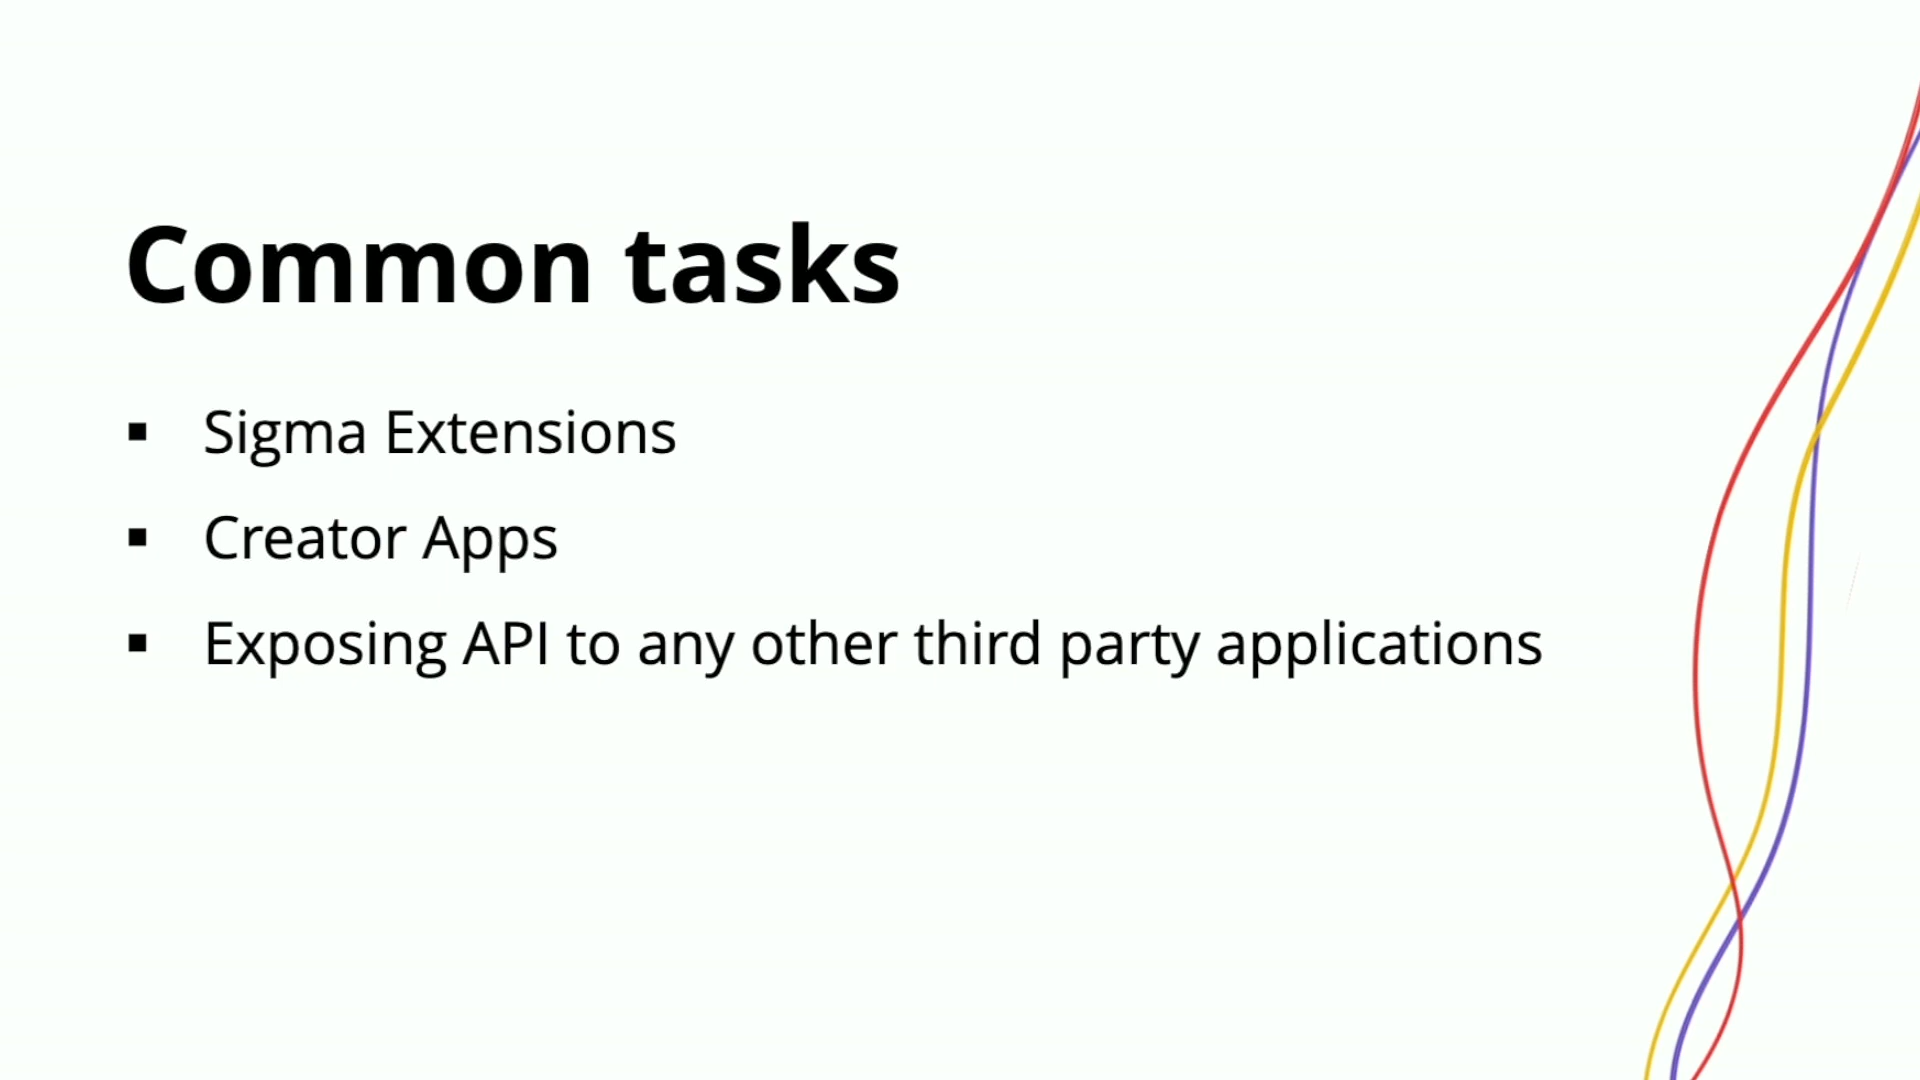 Common tasks
▪ Sigma Extensions
▪ Creator Apps
▪ Exposing API to any other third party applications